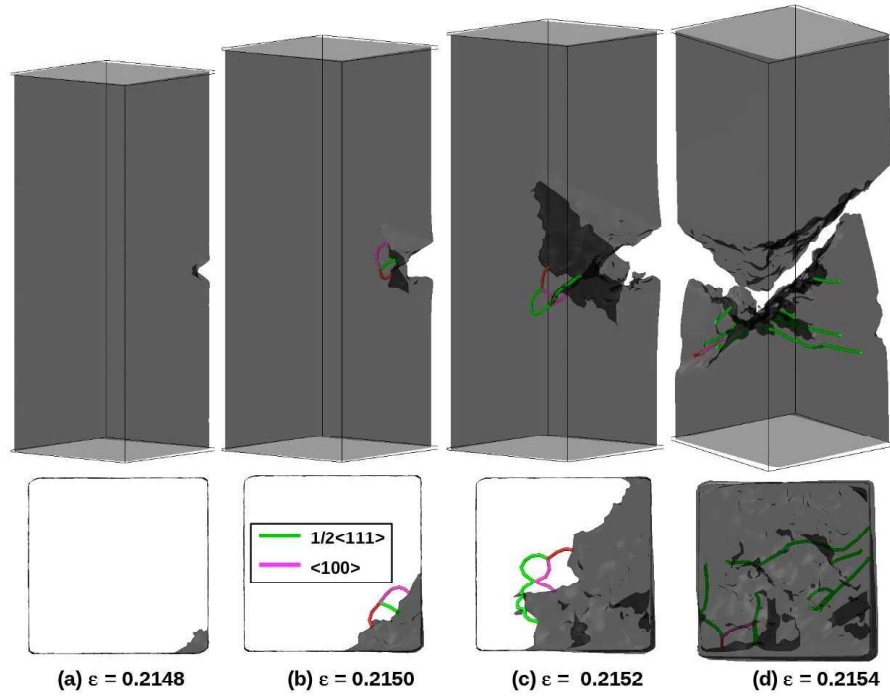 1/2<111>
<100>
(a) ε = 0.2148
(b) ε = 0.2150
(c) ε = 0.2152
(d) ε = 0.2154